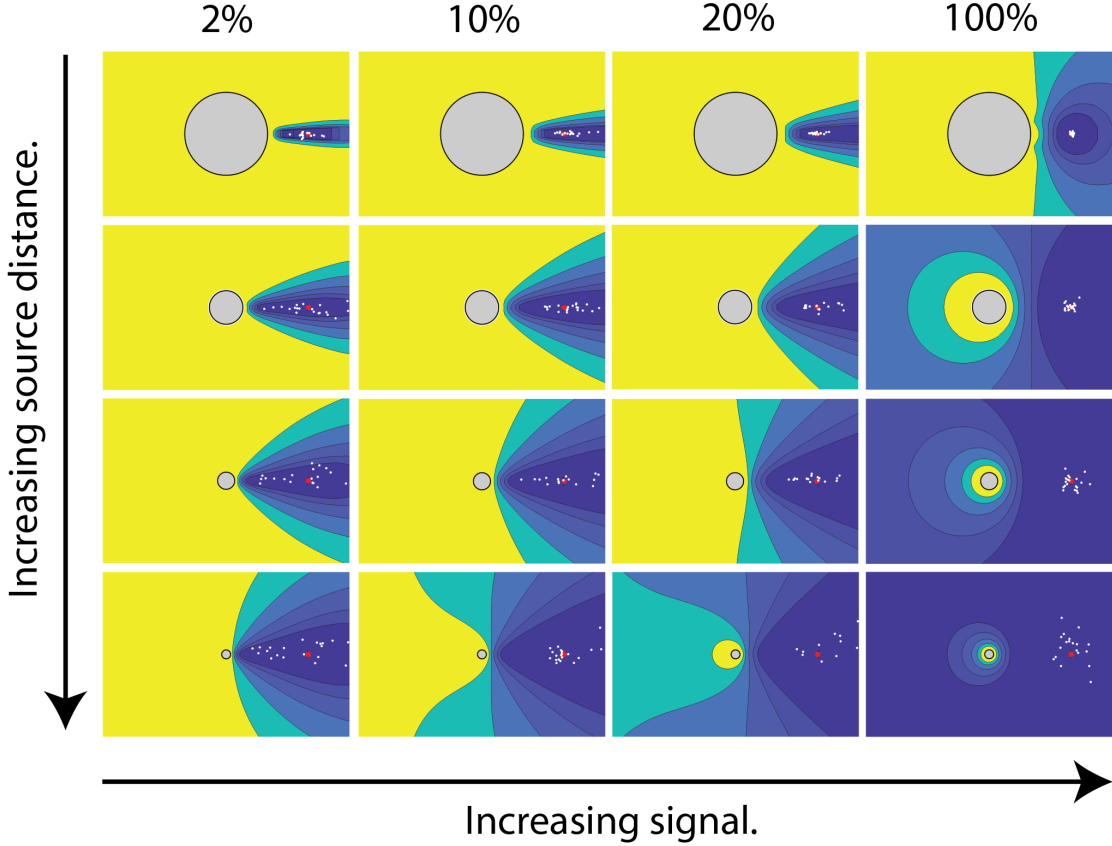 2%
10%
20%
100%
Increasing source distance.
Increasing signal.